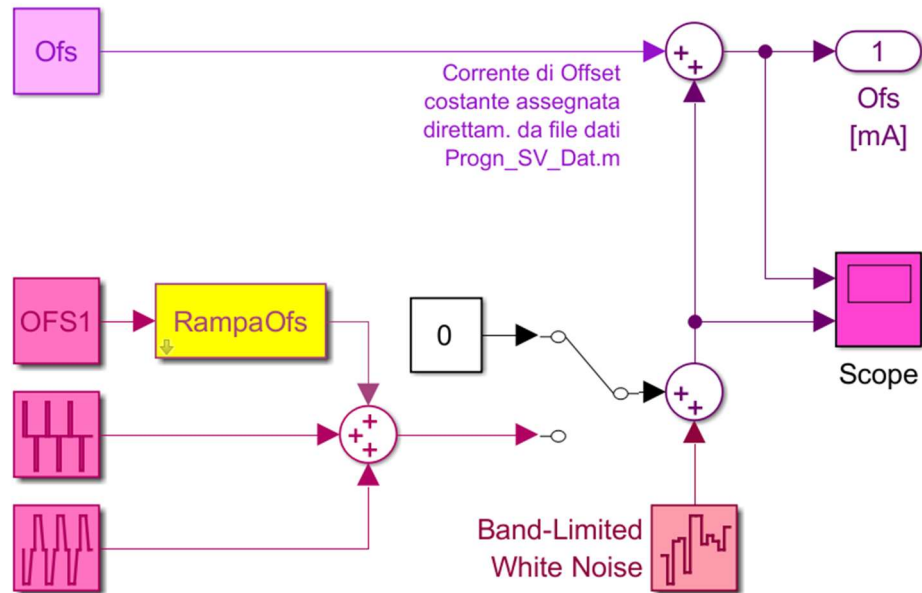 Ofs
Corrente di Offset
costante assegnata
direttam. da file dati
Progn_SV_Dat.m
1
Ofs
[mA]
OFS1
RampaOfs
0
Scope
Band-Limited
White Noise